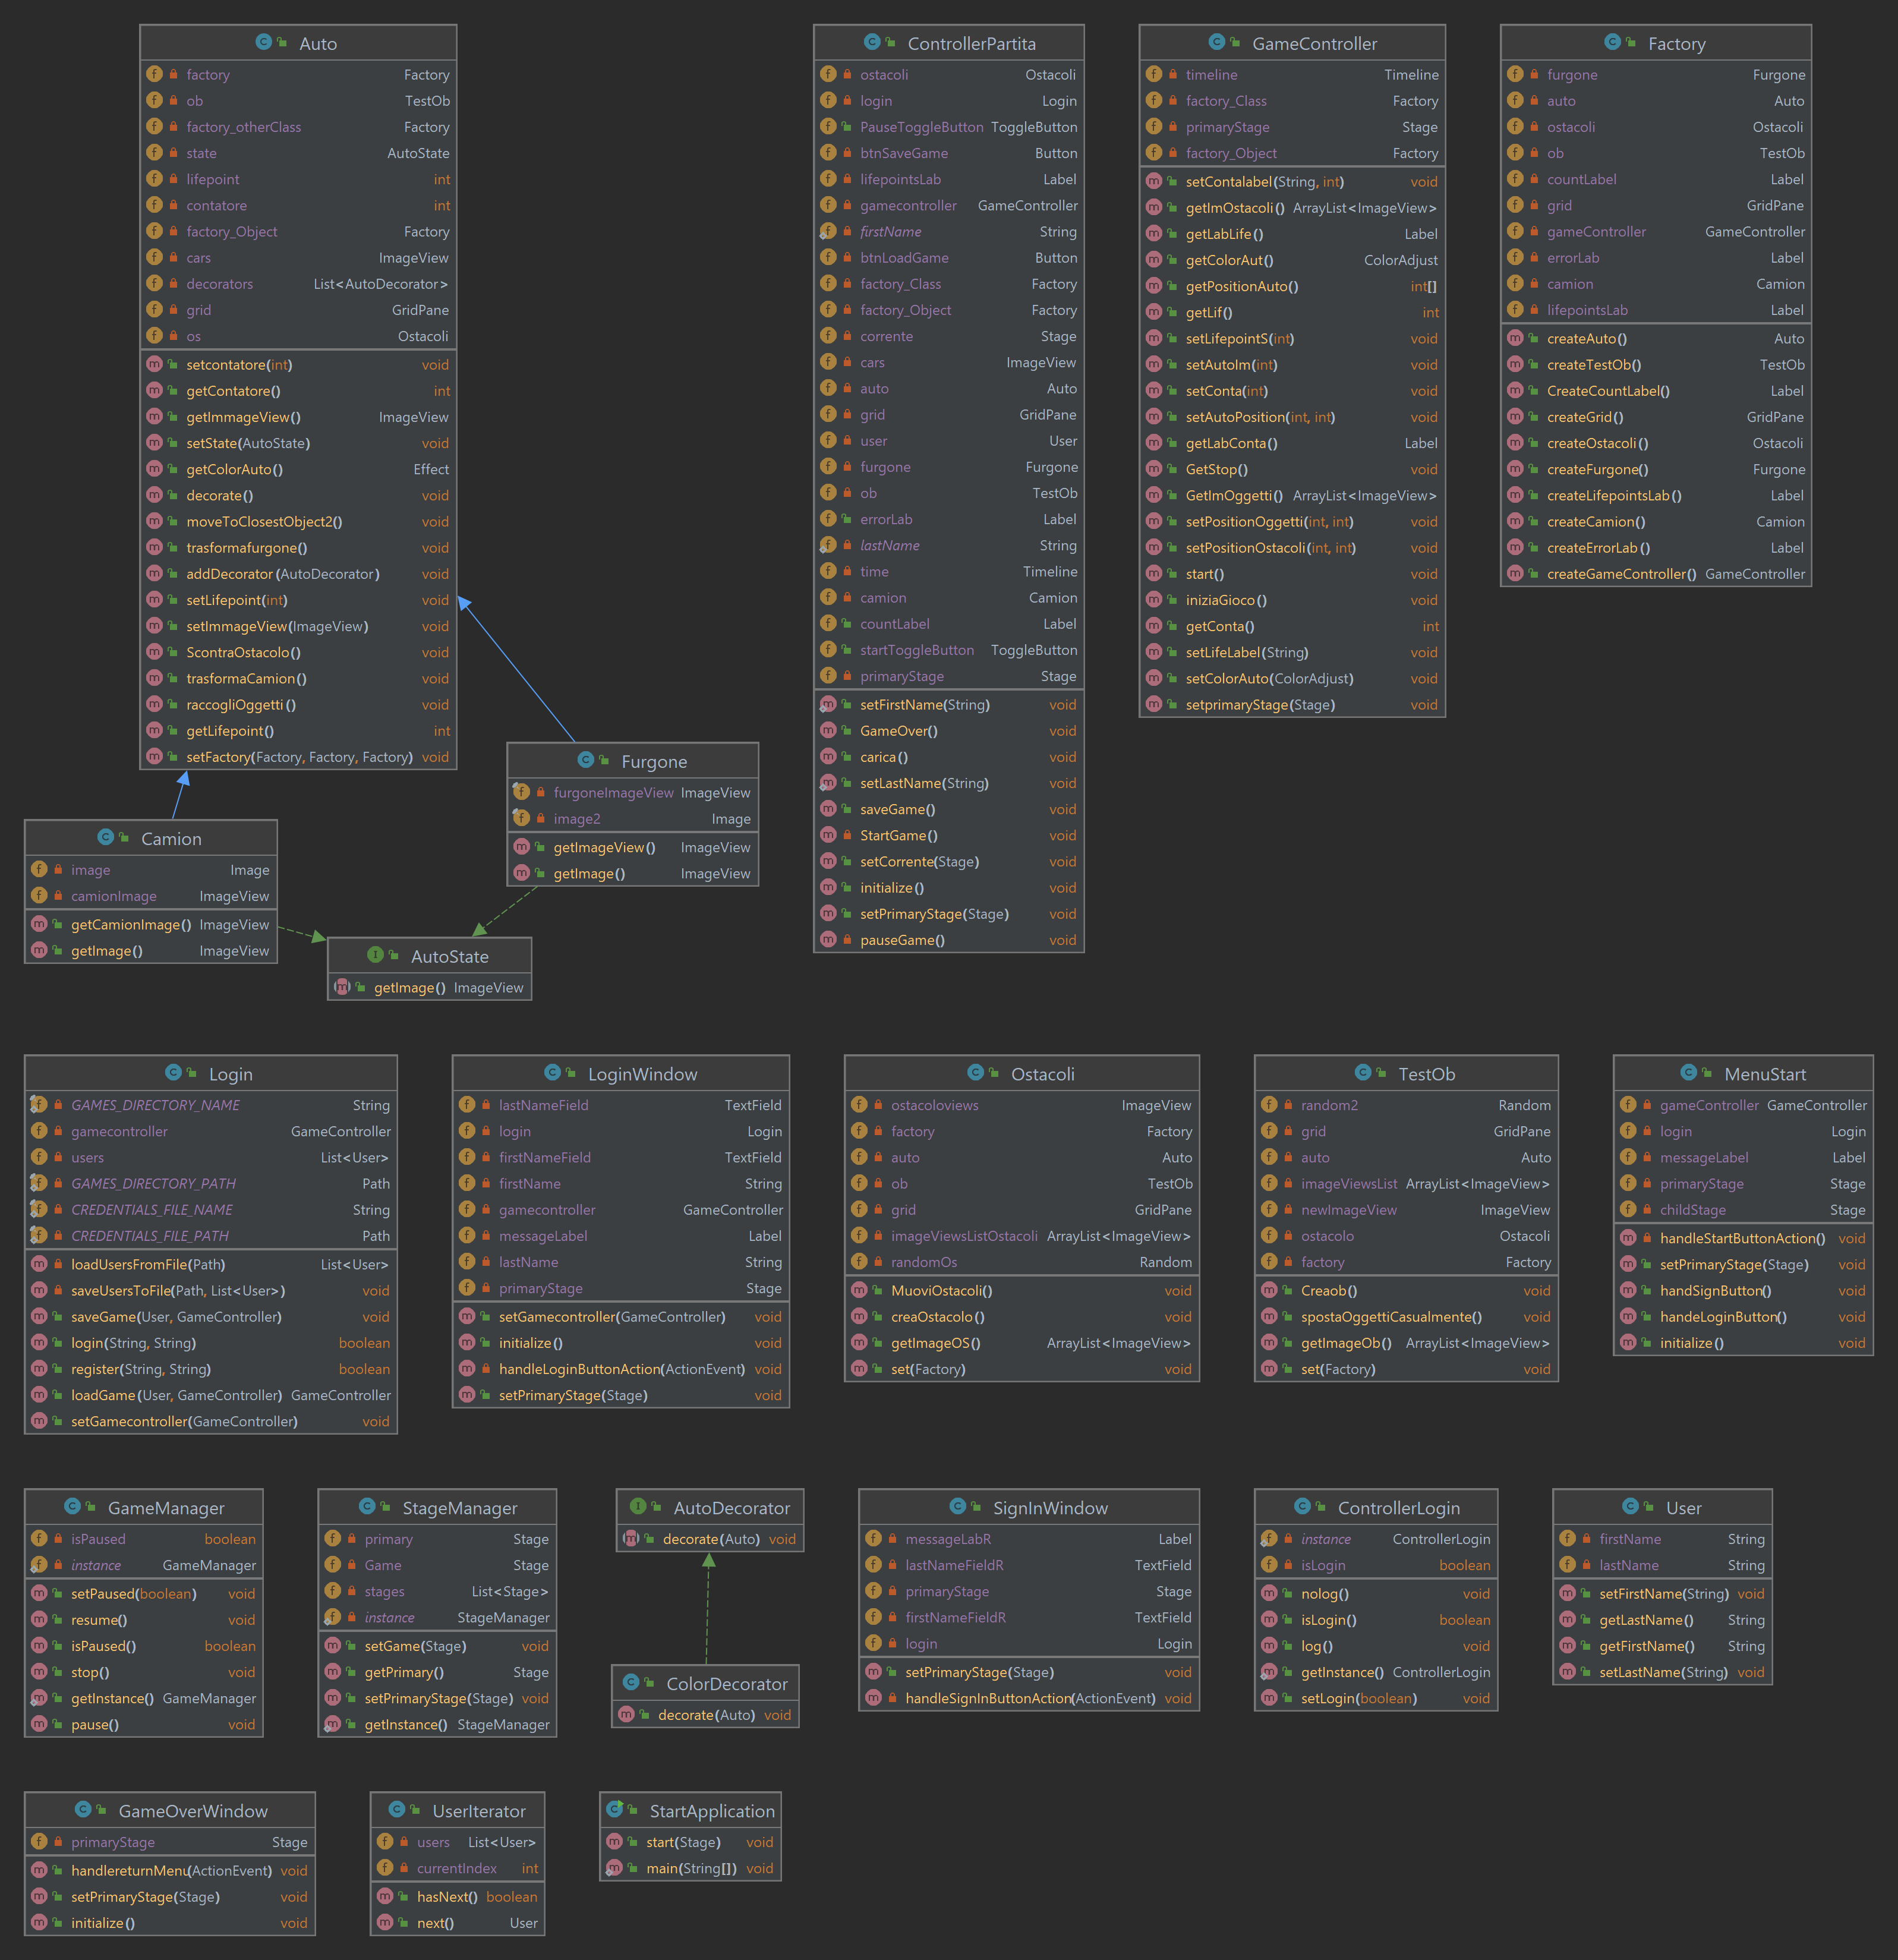 Auto
factory Factory
ob TestOb
factory_otherClass Factory
state AutoState
lifepoint int
contatore int
factory_Object Factory
cars ImageView
decorators List<AutoDecorator>
grid GridPane
os Ostacoli
setcontatore(int) void
getContatore() int
getImmageView() ImageView
setState(AutoState) void
getColorAuto() Effect
decorate() void
moveToClosestObject2() void
trasformafurgone() void
addDecorator(AutoDecorator) void
setLifepoint(int) void
setImmageView(ImageView) void
ScontraOstacolo() void
trasformaCamion() void
raccogliOggetti() void
getLifepoint() int
setFactory(Factory, Factory, Factory) void
ControllerPartita
ostacoli Ostacoli
login Login
PauseToggleButton ToggleButton
btnSaveGame Button
lifepointsLab Label
gamecontroller GameController
firstName String
btnLoadGame Button
factory_Class Factory
factory_Object Factory
corrente Stage
cars ImageView
auto Auto
grid GridPane
user User
furgone Furgone
ob TestOb
errorLab Label
lastName String
time Timeline
camion Camion
countLabel Label
startToggleButton ToggleButton
primaryStage Stage
setFirstName(String) void
GameOver() void
carica() void
setLastName(String) void
saveGame() void
StartGame() void
setCorrente(Stage) void
initialize() void
setPrimaryStage(Stage) void
pauseGame() void
GameController
timeline Timeline
factory_Class Factory
primaryStage Stage
factory_Object Factory
setContalabel(String, int) void
getImOstacoli() ArrayList<ImageView>
getLabLife() Label
getColorAut() ColorAdjust
getPositionAuto() int[]
getLif() int
setLifepointS(int) void
setAutoIm(int) void
setConta(int) void
setAutoPosition(int, int) void
getLabConta() Label
GetStop() void
GetImOggetti() ArrayList<ImageView>
setPositionOggetti(int, int) void
setPositionOstacoli(int, int) void
start() void
iniziaGioco() void
getConta() int
setLifeLabel(String) void
setColorAuto(ColorAdjust) void
setprimaryStage(Stage) void
Factory
furgone Furgone
auto Auto
ostacoli Ostacoli
ob TestOb
countLabel Label
grid GridPane
gameController GameController
errorLab Label
camion Camion
lifepointsLab Label
createAuto() Auto
createTestOb() TestOb
CreateCountLabel() Label
createGrid() GridPane
createOstacoli() Ostacoli
createFurgone() Furgone
createLifepointsLab() Label
createCamion() Camion
createErrorLab() Label
createGameController() GameController
Furgone
furgoneImageView ImageView
image2 Image
getImageView() ImageView
getImage() ImageView
Camion
image Image
camionImage ImageView
getCamionImage() ImageView
getImage() ImageView
AutoState
getImage() ImageView
Login
GAMES_DIRECTORY_NAME String
gamecontroller GameController
users List<User>
GAMES_DIRECTORY_PATH Path
CREDENTIALS_FILE_NAME String
CREDENTIALS_FILE_PATH Path
loadUsersFromFile(Path) List<User>
saveUsersToFile(Path, List<User>) void
saveGame(User, GameController) void
login(String, String) boolean
register(String, String) boolean
loadGame(User, GameController) GameController
setGamecontroller(GameController) void
LoginWindow
lastNameField TextField
login Login
firstNameField TextField
firstName String
gamecontroller GameController
messageLabel Label
lastName String
primaryStage Stage
setGamecontroller(GameController) void
initialize() void
handleLoginButtonAction(ActionEvent) void
setPrimaryStage(Stage) void
Ostacoli
ostacoloviews ImageView
factory Factory
auto Auto
ob TestOb
grid GridPane
imageViewsListOstacoli ArrayList<ImageView>
randomOs Random
MuoviOstacoli() void
creaOstacolo() void
getImageOS() ArrayList<ImageView>
set(Factory) void
TestOb
random2 Random
grid GridPane
auto Auto
imageViewsList ArrayList<ImageView>
newImageView ImageView
ostacolo Ostacoli
factory Factory
Creaob() void
spostaOggettiCasualmente() void
getImageOb() ArrayList<ImageView>
set(Factory) void
MenuStart
gameController GameController
login Login
messageLabel Label
primaryStage Stage
childStage Stage
handleStartButtonAction() void
setPrimaryStage(Stage) void
handSignButton() void
handeLoginButton() void
initialize() void
GameManager
isPaused boolean
instance GameManager
setPaused(boolean) void
resume() void
isPaused() boolean
stop() void
getInstance() GameManager
pause() void
StageManager
primary Stage
Game Stage
stages List<Stage>
instance StageManager
setGame(Stage) void
getPrimary() Stage
setPrimaryStage(Stage) void
getInstance() StageManager
AutoDecorator
decorate(Auto) void
ColorDecorator
decorate(Auto) void
SignInWindow
messageLabR Label
lastNameFieldR TextField
primaryStage Stage
firstNameFieldR TextField
login Login
setPrimaryStage(Stage) void
handleSignInButtonAction(ActionEvent) void
ControllerLogin
instance ControllerLogin
isLogin boolean
nolog() void
isLogin() boolean
log() void
getInstance() ControllerLogin
setLogin(boolean) void
User
firstName String
lastName String
setFirstName(String) void
getLastName() String
getFirstName() String
setLastName(String) void
GameOverWindow
primaryStage Stage
handlereturnMenu(ActionEvent) void
setPrimaryStage(Stage) void
initialize() void
UserIterator
users List<User>
currentIndex int
hasNext() boolean
next() User
StartApplication
start(Stage) void
main(String[]) void